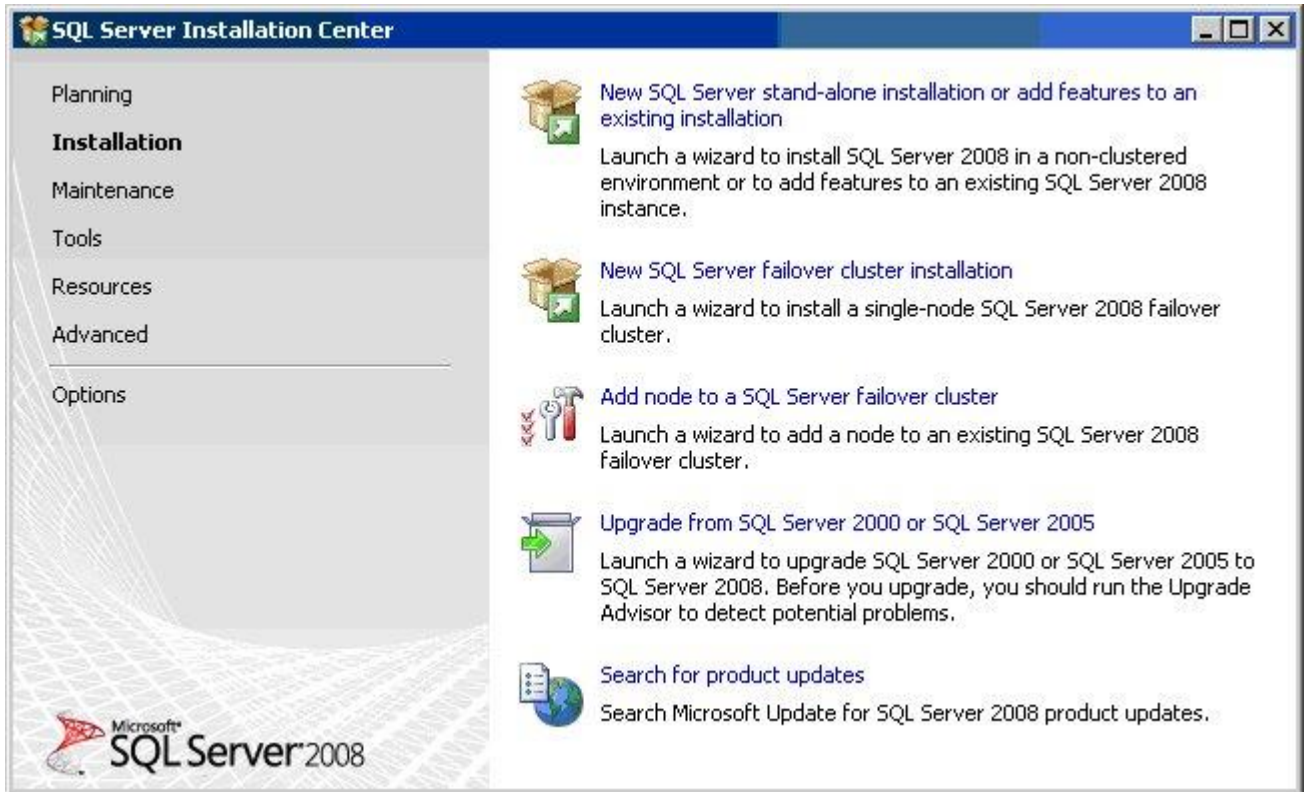 SQL Server Installation Center
Planning
Installation
Maintenance
Tools
Resources
Advanced
Options
New SQL Server stand-alone installation or add features to an
existing installation
Launch a wizard to install SQL Server 2008 in a non-clustered
environment or to add features to an existing SQL Server 2008
instance.
New SQL Server failover cluster installation
Launch a wizard to install a single-node SQL Server 2008 failover
cluster.
Add node to a SQL Server failover cluster
Launch a wizard to add a node to an existing SQL Server 2008
failover cluster.
Upgrade from SQL Server 2000 or SQL Server 2005
Launch a wizard to upgrade SQL Server 2000 or SQL Server 2005 to
SQL Server 2008. Before you upgrade, you should run the Upgrade
Advisor to detect potential problems.
Search for product updates
Search Microsoft Update for SQL Server 2008 product updates.
Microsoft
SQL Server 2008